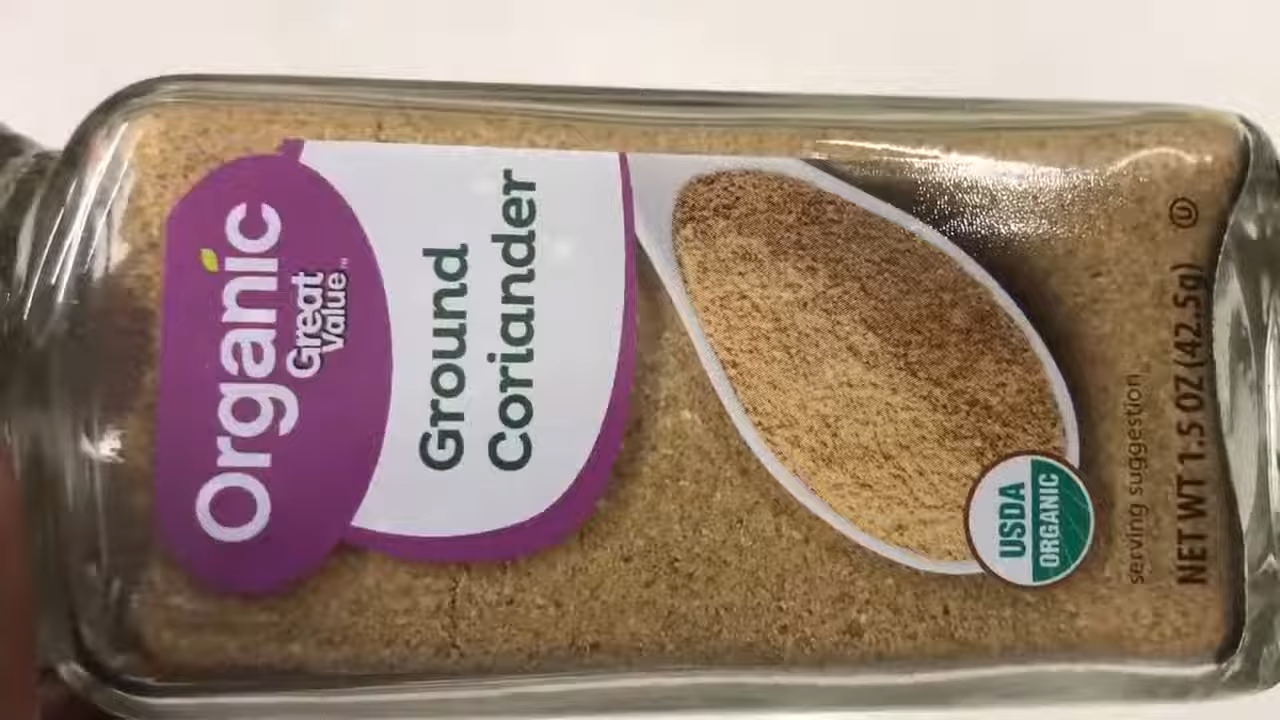 Organic
Great
Value™
Ground
Coriander
USDA
ORGANIC
serving suggestion
NET WT 1.5 OZ (42.5g) U